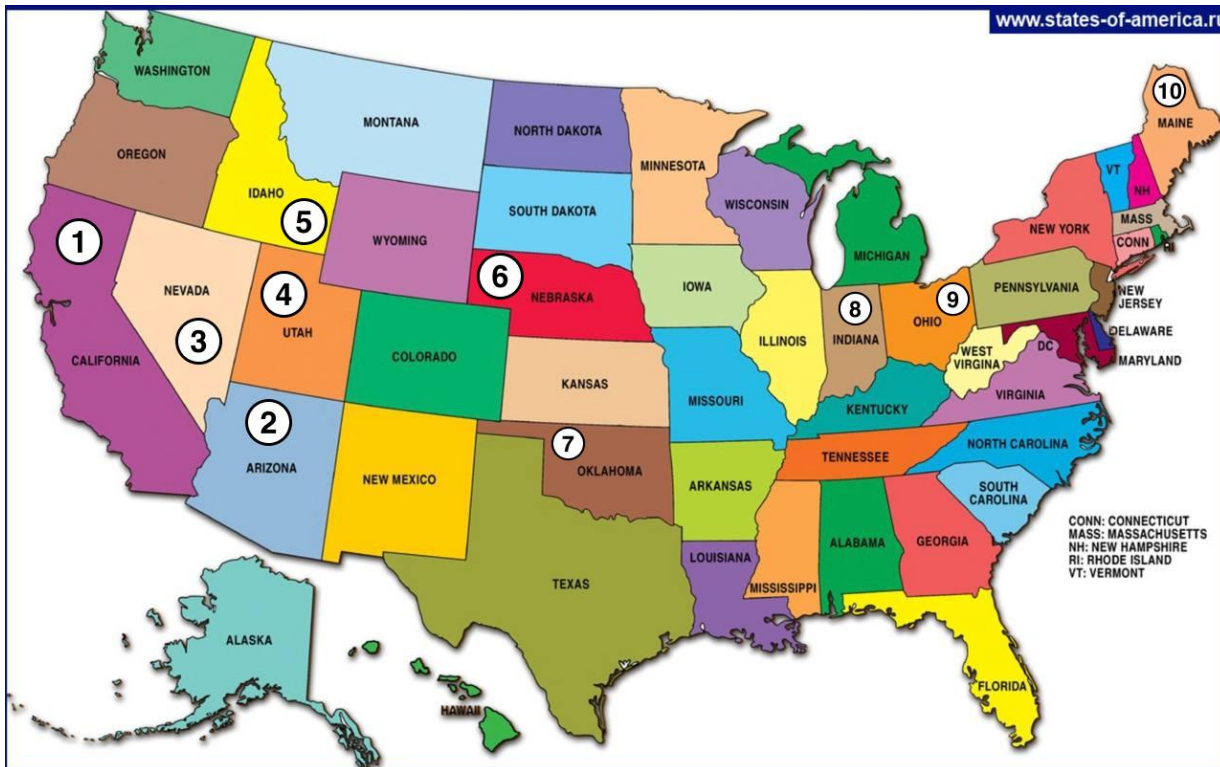 www.states-of-america.ru
WASHINGTON
MONTANA
NORTH DAKOTA
MINNESOTA
10
MAINE
OREGON
IDAHO
5
SOUTH DAKOTA
WISCONSIN
VT
NH
MASS
NEW YORK
CONN
RI
1
WYOMING
MICHIGAN
NEVADA
4
6
NEBRASKA
IOWA
PENNSYLVANIA
NEW
JERSEY
3
UTAH
8
9
OHIO
ILLINOIS
INDIANA
DELAWARE
DC
MARYLAND
CALIFORNIA
COLORADO
WEST
VIRGINA
KANSAS
MISSOURI
KENTUCKY
VIRGINIA
2
ARIZONA
NEW MEXICO
7
OKLAHOMA
TENNESSEE
NORTH CAROLINA
ARKANSAS
SOUTH
CAROLINA
ALABAMA
GEORGIA
LOUISIANA
MISSISSIPPI
TEXAS
CONN: CONNECTICUT
MASS: MASSACHUSETTS
NH: NEW HAMPSHIRE
RI: RHODE ISLAND
VT: VERMONT
ALASKA
HAWAII
FLORIDA